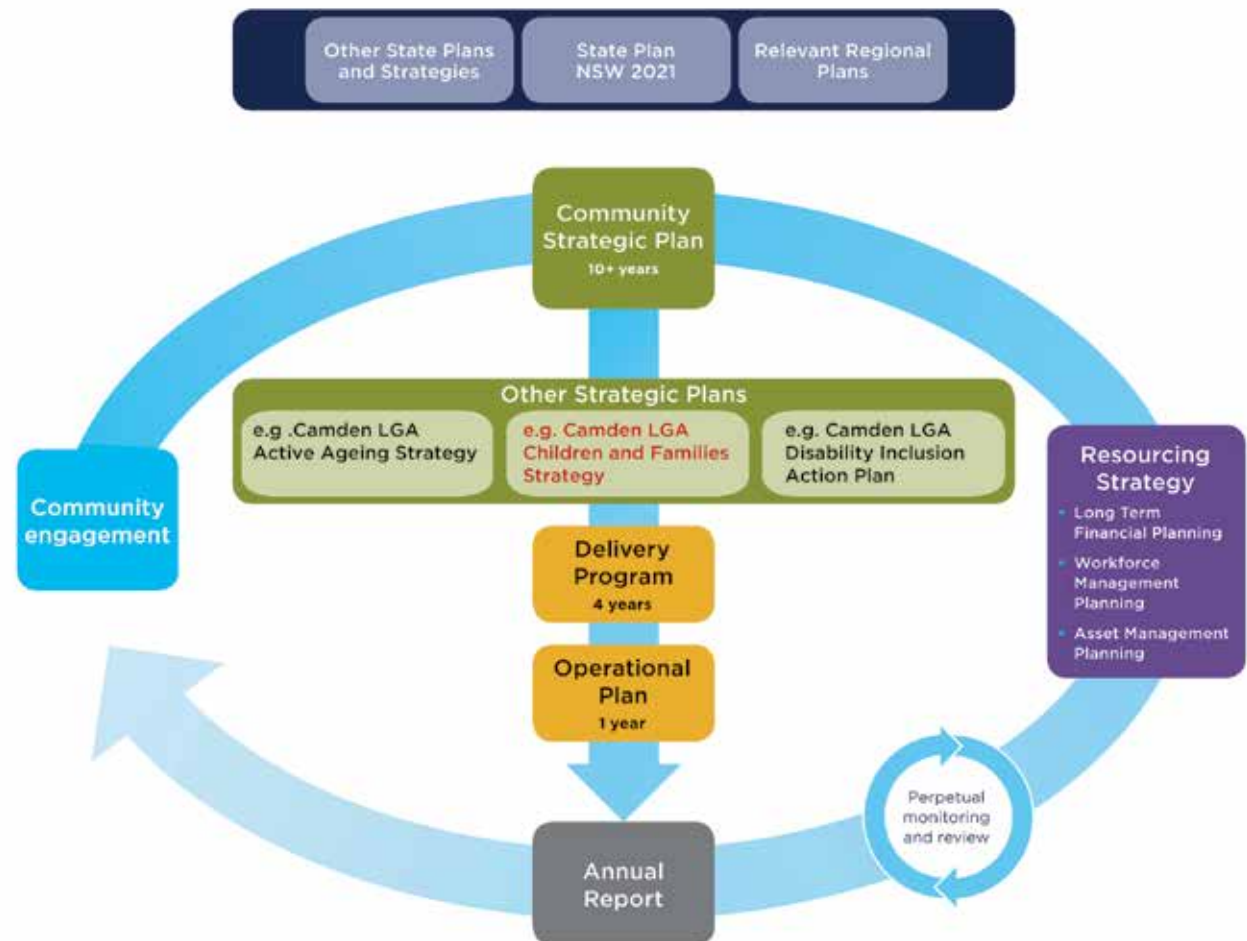 Other State Plans
and Strategies
State Plan
NSW 2021
Relevant Regional
Plans
Community
Strategic Plan
10+ years
Other Strategic Plans
e.g .Camden LGA
Active Ageing Strategy
e.g. Camden LGA
Children and Families
Strategy
e.g. Camden LGA
Disability Inclusion
Action Plan
Community
engagement
Resourcing
Strategy
• Long Term
Financial Planning
• Workforce
Management
Planning
• Asset Management
Planning
Delivery
Program
4 years
Operational
Plan
1 year
Perpetual
monitoring
and review
Annual
Report